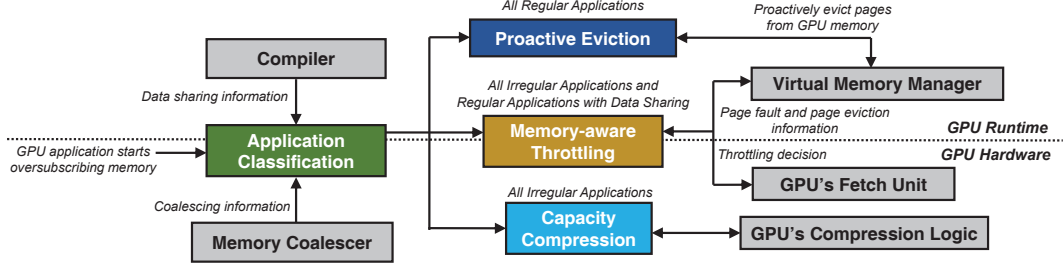 All Regular Applications
Proactively evict pages
from GPU memory
Proactive Eviction
Compiler
Virtual Memory Manager
All Irregular Applications and
Regular Applications with Data Sharing
Data sharing information
Application
Classification
Memory-aware
Throttling
Page fault and page eviction
information
GPU Runtime
GPU application starts
oversubscribing memory
Throttling decision
GPU Hardware
GPU's Fetch Unit
All Irregular Applications
Coalescing information
Capacity
Compression
Memory Coalescer
GPU's Compression Logic